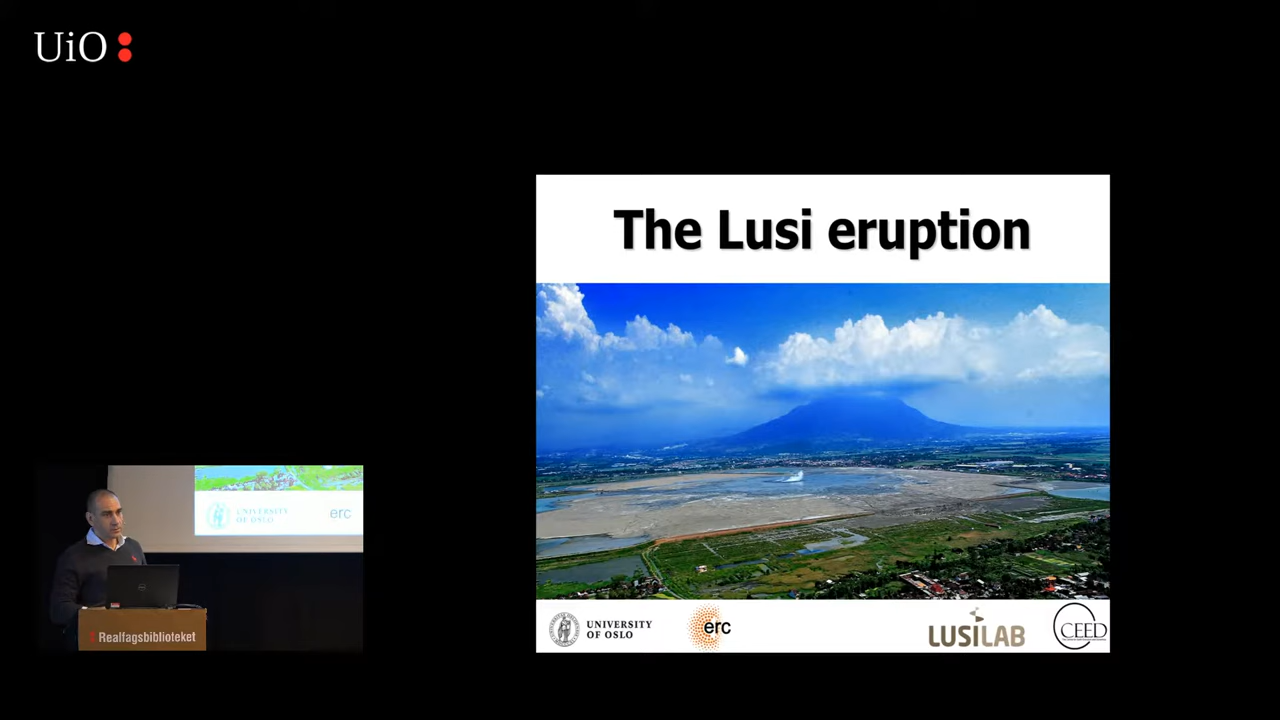 UiO:
The Lusi eruption
UNIVERSITY
OF OSLO
erc
LUSILAB
CEED
UNIVERSITY
OF OSLO
erc
Realfagsbiblioteket